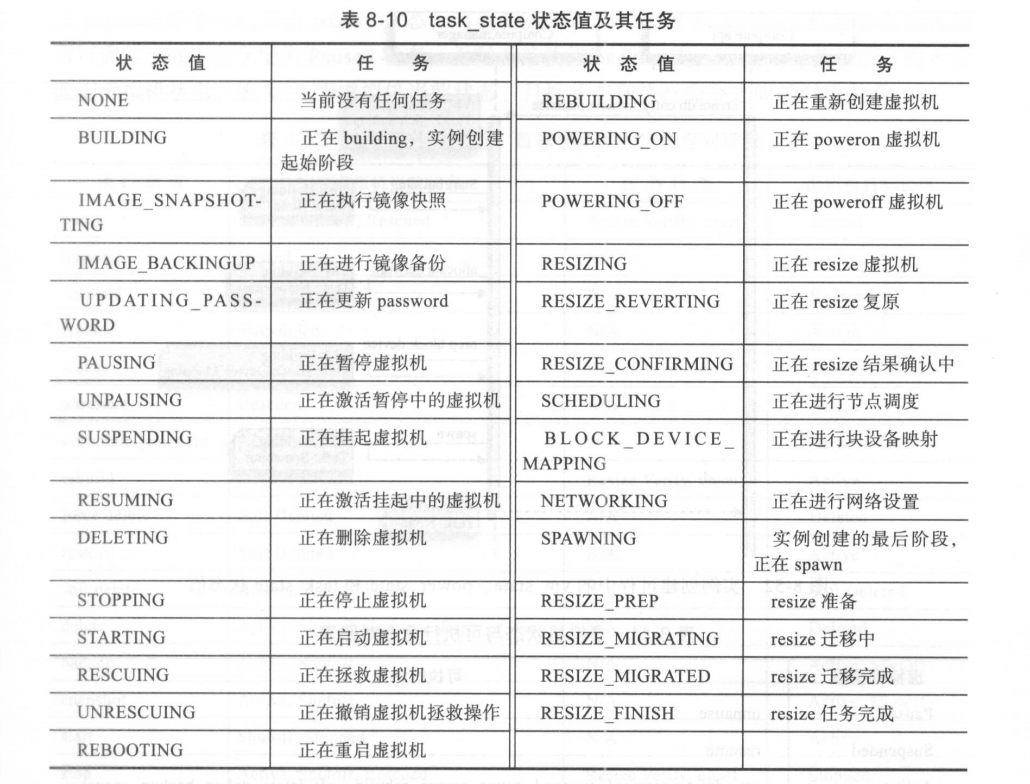 表 8-10 task_state 状态值及其任务
状态值 任务 状态值 任务
NONE 当前没有任何任务 REBUILDING 正在重新创建虚拟机
BUILDING 正在 building，实例创建 POWERING_ON 正在 poweron 虚拟机
起始阶段
IMAGE_SNAPSHOT- 正在执行镜像快照 POWERING_OFF 正在 poweroff 虚拟机
TING
IMAGE_BACKINGUP 正在进行镜像备份 RESIZING 正在 resize 虚拟机
UPDATING_PASS- 正在更新 password RESIZE_REVERTING 正在 resize 复原
WORD
PAUSING 正在暂停虚拟机 RESIZE_CONFIRMING 正在 resize 结果确认中
UNPAUSING 正在激活暂停中的虚拟机 SCHEDULING 正在进行节点调度
SUSPENDING 正在挂起虚拟机 BLOCK_DEVICE_ 正在进行块设备映射
MAPPING
RESUMING 正在激活挂起中的虚拟机 NETWORKING 正在进行网络设置
DELETING 正在删除虚拟机 SPAWNING 实例创建的最后阶段，
正在 spawn
STOPPING 正在停止虚拟机 RESIZE_PREP resize 准备
STARTING 正在启动虚拟机 RESIZE_MIGRATING resize 迁移中
RESCUING 正在拯救虚拟机 RESIZE_MIGRATED resize 迁移完成
UNRESCUING 正在撤销虚拟机拯救操作 RESIZE_FINISH resize 任务完成
REBOOTING 正在重启虚拟机